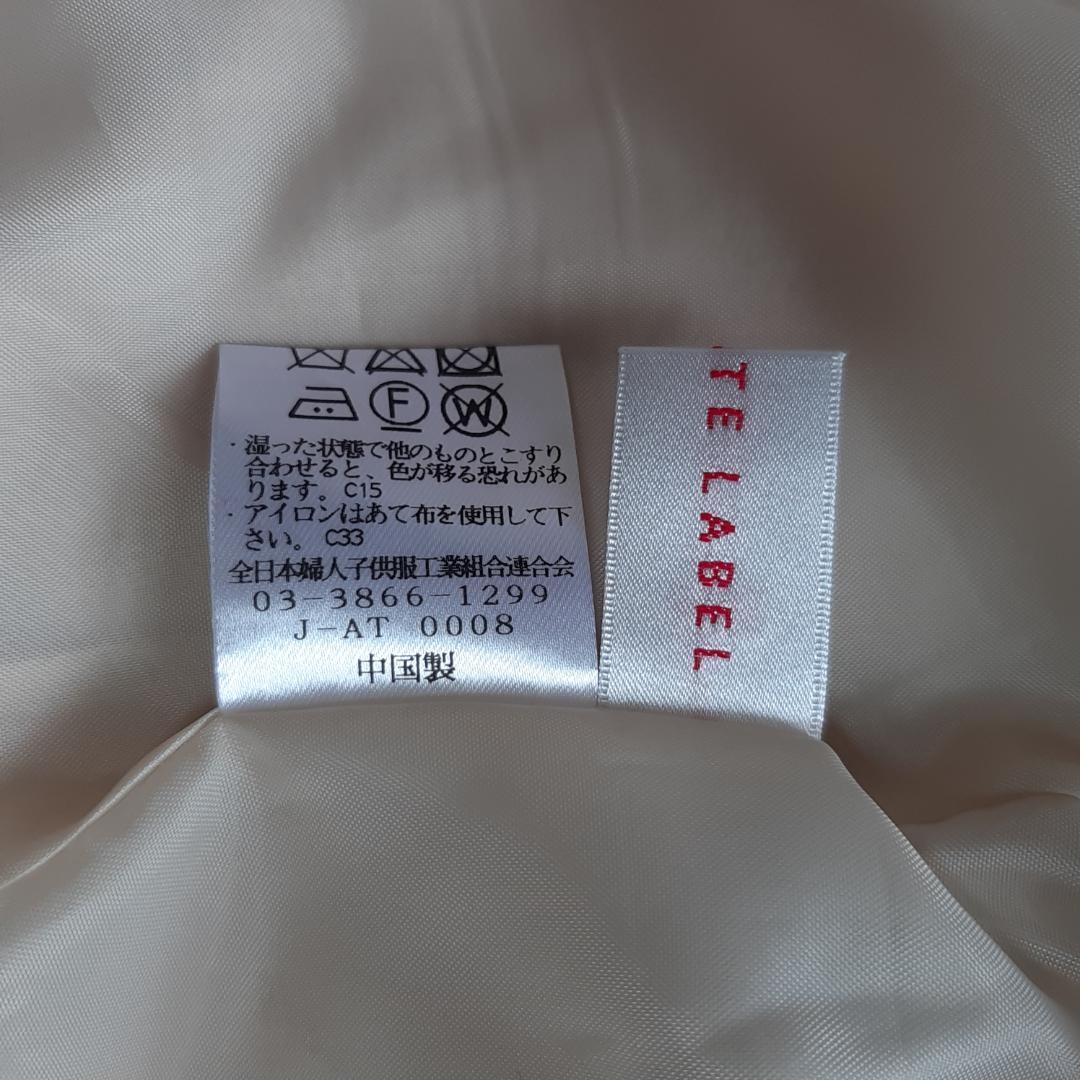 F W
・湿った状態で他のものとこすり
合わせると、色が移る恐れがあ
ります。C15
・アイロンはあて布を使用して下
さい。 C33
全日本婦人子供服工業組合連合会
03-3866-1299
J-AT 0008
中国製
TE LABEL